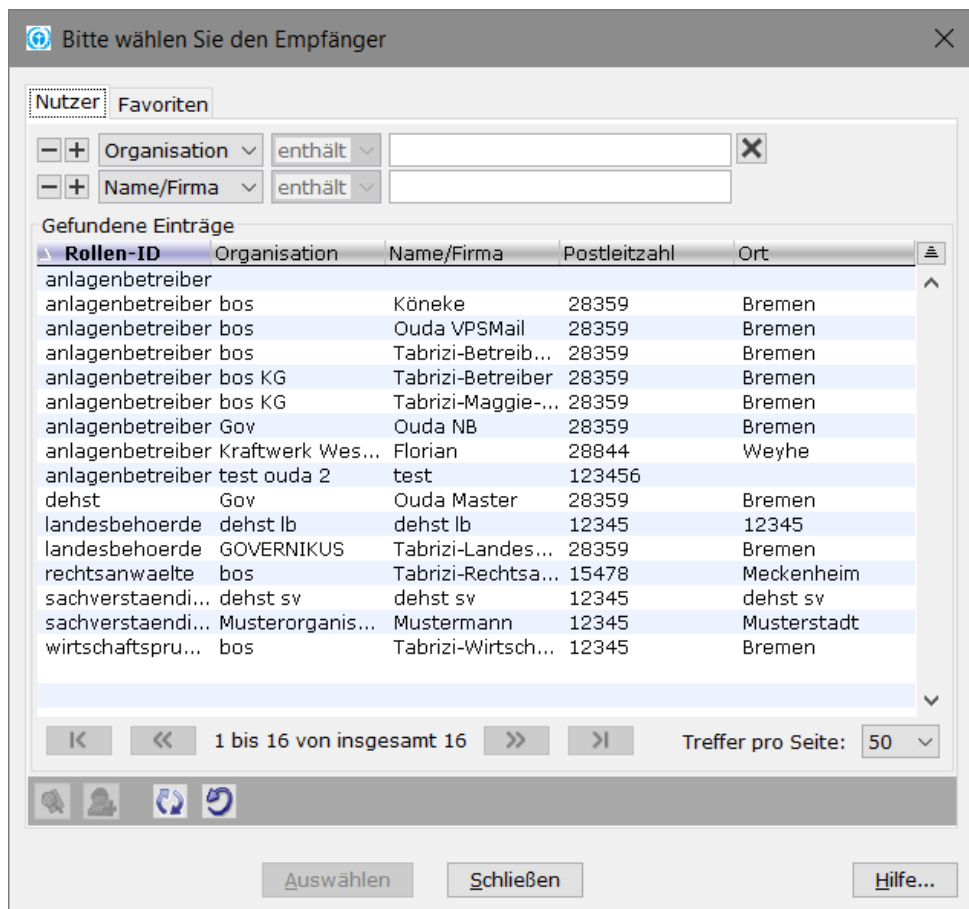 Bitte wählen Sie den Empfänger
Nutzer Favoriten
Organisation enthält
Name/Firma enthält
Gefundene Einträge
Rollen-ID Organisation Name/Firma Postleitzahl Ort
anlagenbetreiber
anlagenbetreiber bos Köneke 28359 Bremen
anlagenbetreiber bos Ouda VPSMail 28359 Bremen
anlagenbetreiber bos Tabrizi-Betreib... 28359 Bremen
anlagenbetreiber bos KG Tabrizi-Betreiber 28359 Bremen
anlagenbetreiber bos KG Tabrizi-Maggie-... 28359 Bremen
anlagenbetreiber Gov Ouda NB 28359 Bremen
anlagenbetreiber Kraftwerk Wes... Florian 28844 Weyhe
anlagenbetreiber test ouda 2 test 123456
dehst Gov Ouda Master 28359 Bremen
landesbehoerde dehst lb dehst lb 12345 12345
landesbehoerde GOVERNIKUS Tabrizi-Landes... 28359 Bremen
rechtsanwaelte bos Tabrizi-Rechtsa... 15478 Meckenheim
sachverstaendi... dehst sv dehst sv 12345 dehst sv
sachverstaendi... Musterorganis... Mustermann 12345 Musterstadt
wirtschaftspru... bos Tabrizi-Wirtsch... 12345 Bremen
1 bis 16 von insgesamt 16 Treffer pro Seite: 50
Auswählen Schließen Hilfe...